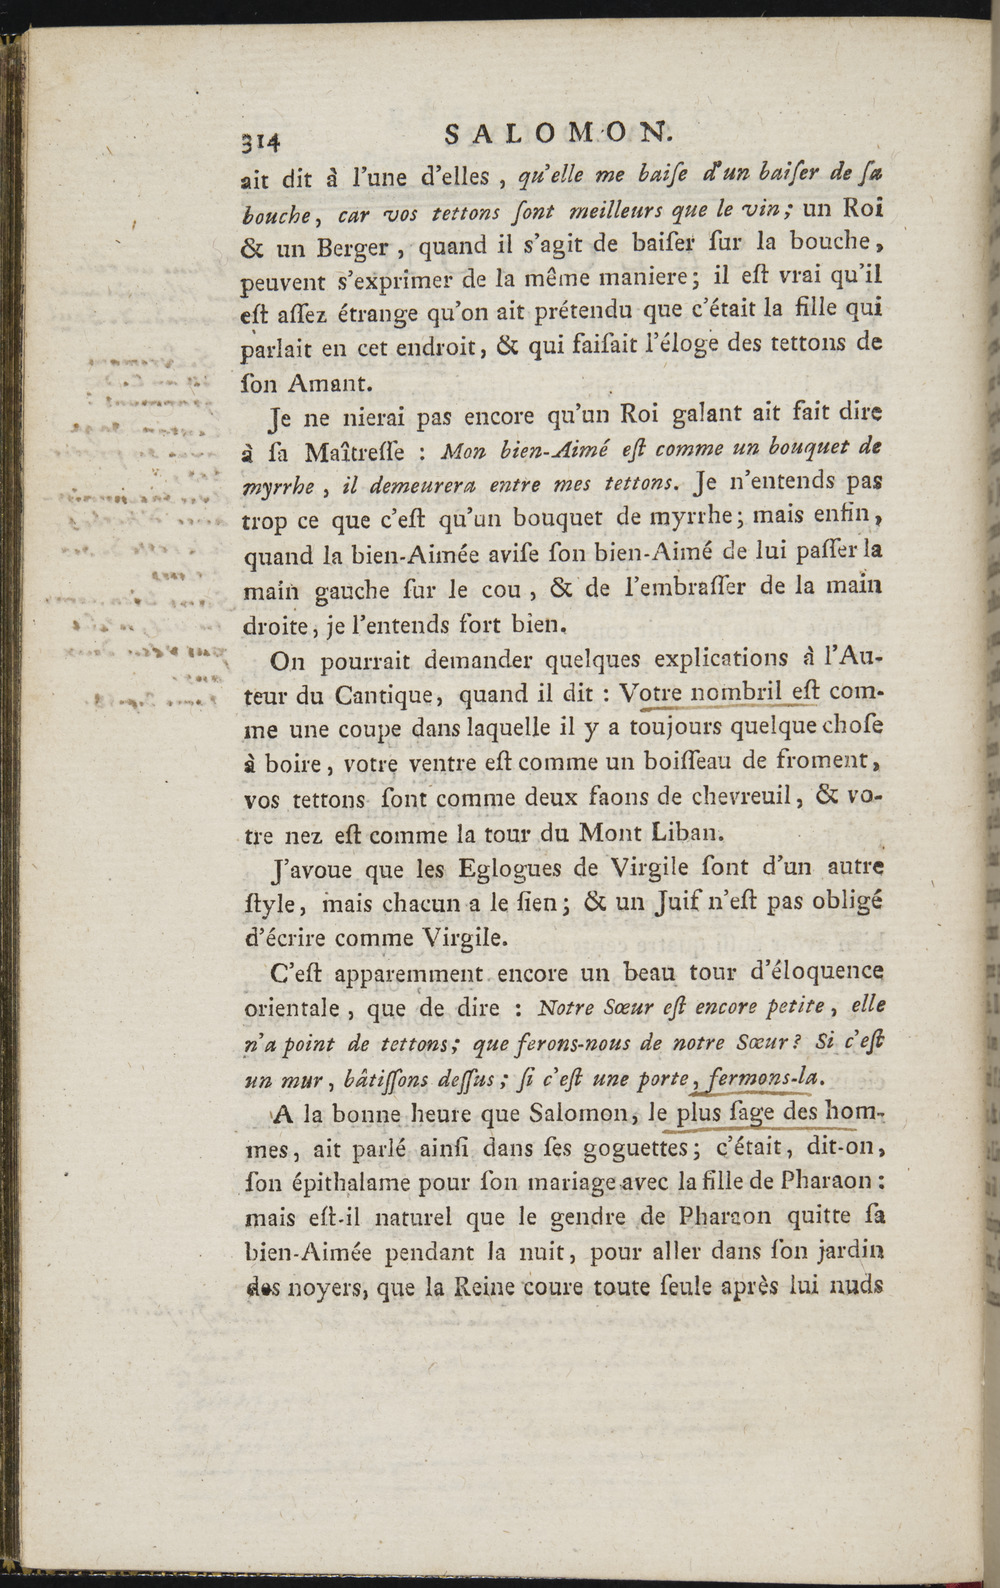 314 SALOMON.
ait dit à l'une d'elles , qu'elle me baiſe d'un baiſer de ſa
bouche, car vos tettons ſont meilleurs que le vin; un Roi
& un Berger , quand il s'agit de baiſer ſur la bouche,
peuvent s'exprimer de la même maniere; il eſt vrai qu'il
eſt aſſez étrange qu'on ait prétendu que c'était la fille qui
parlait en cet endroit, & qui faiſait l'éloge des tettons de
ſon Amant.
Je ne nierai pas encore qu'un Roi galant ait fait dire
à ſa Maîtreſſe : Mon bien-Aimé eſt comme un bouquet de
myrrhe , il demeurera entre mes tettons. Je n'entends pas
trop ce que c'eſt qu'un bouquet de myrrhe; mais enfin,
quand la bien-Aimée aviſe ſon bien-Aimé de lui paſſer la
main gauche ſur le cou , & de l'embraſſer de la main
droite, je l'entends fort bien.
On pourrait demander quelques explications à l'Au-
teur du Cantique, quand il dit : Votre nombril eſt com-
me une coupe dans laquelle il y a toujours quelque choſe
à boire, votre ventre eſt comme un boiſſeau de froment,
vos tettons ſont comme deux faons de chevreuil, & vo-
tre nez eſt comme la tour du Mont Liban.
J'avoue que les Eglogues de Virgile ſont d'un autre
ſtyle, mais chacun a le ſien; & un Juif n'eſt pas obligé
d'écrire comme Virgile.
C'eſt apparemment encore un beau tour d'éloquence
orientale , que de dire : Notre Sœur eſt encore petite, elle
n'a point de tettons; que ferons-nous de notre Sœur? Si c'eſt
un mur, bâtiſſons deſſus; ſi c'eſt une porte, fermons-la.
A la bonne heure que Salomon, le plus ſage des hom-
mes, ait parlé ainſi dans ſes goguettes; c'était, dit-on,
ſon épithalame pour ſon mariage avec la fille de Pharaon :
mais eſt-il naturel que le gendre de Pharaon quitte ſa
bien-Aimée pendant la nuit, pour aller dans ſon jardin
des noyers, que la Reine coure toute ſeule après lui nuds